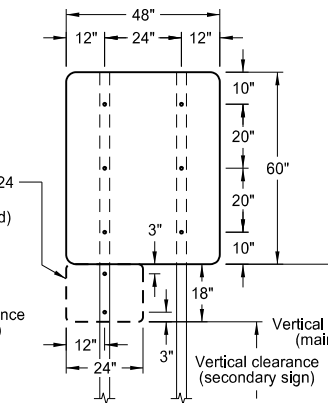 48"
12" 24" 12"
10"
20"
60"
20"
10"
24
d)
3"
18"
12"
24"
3"
nce
)
Vertical
(main
Vertical clearance
(secondary sign)